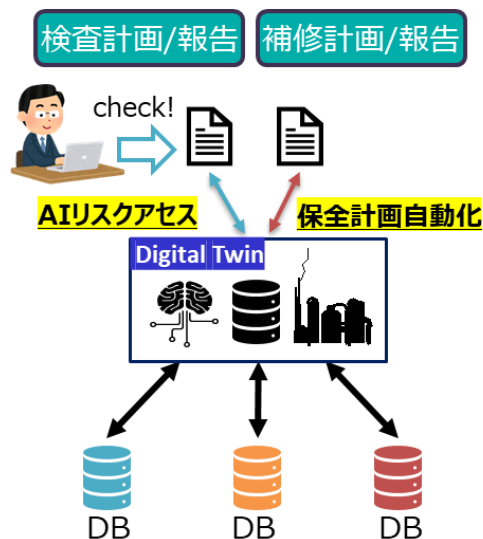 検査計画/報告
補修計画/報告
check!
AIリスクアセス
保全計画自動化
Digital Twin
DB
DB
DB